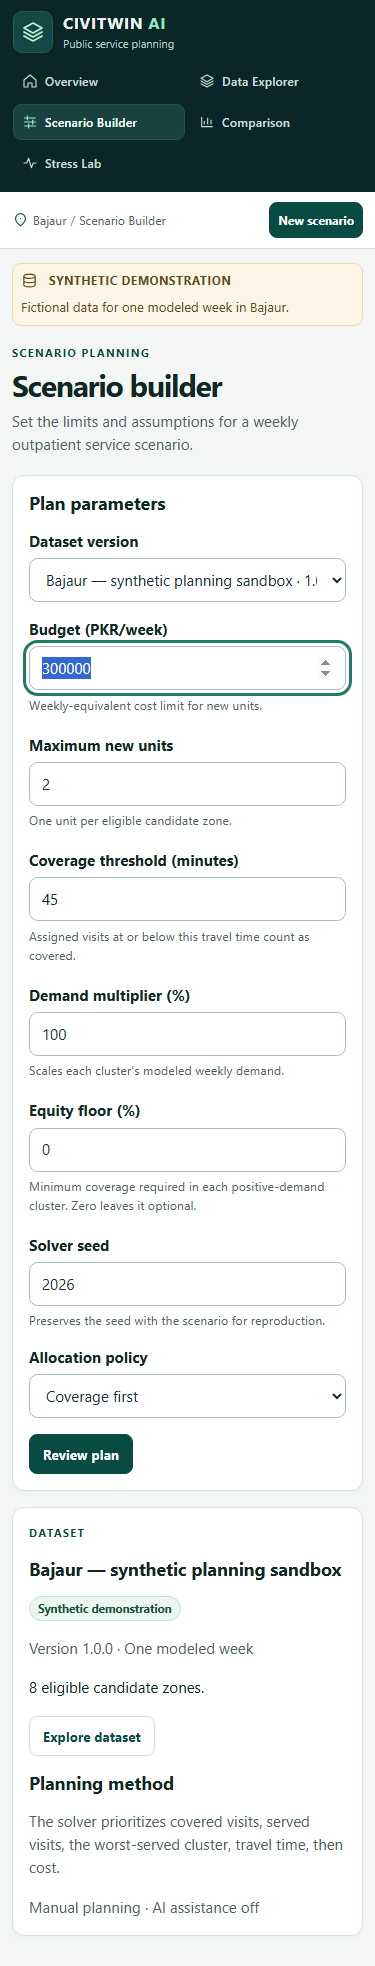 CIVITWIN AI
Public service planning
Overview
Data Explorer
Scenario Builder
Comparison
Stress Lab
Bajaur / Scenario Builder
New scenario
SYNTHETIC DEMONSTRATION
Fictional data for one modeled week in Bajaur.
SCENARIO PLANNING
Scenario builder
Set the limits and assumptions for a weekly
outpatient service scenario.
Plan parameters
Dataset version
Bajaur — synthetic planning sandbox · 1.(
Budget (PKR/week)
300000
Weekly-equivalent cost limit for new units.
Maximum new units
2
One unit per eligible candidate zone.
Coverage threshold (minutes)
45
Assigned visits at or below this travel time count as
covered.
Demand multiplier (%)
100
Scales each cluster's modeled weekly demand.
Equity floor (%)
0
Minimum coverage required in each positive-demand
cluster. Zero leaves it optional.
Solver seed
2026
Preserves the seed with the scenario for reproduction.
Allocation policy
Coverage first
Review plan
DATASET
Bajaur — synthetic planning sandbox
Synthetic demonstration
Version 1.0.0 · One modeled week
8 eligible candidate zones.
Explore dataset
Planning method
The solver prioritizes covered visits, served
visits, the worst-served cluster, travel time, then
cost.
Manual planning · AI assistance off